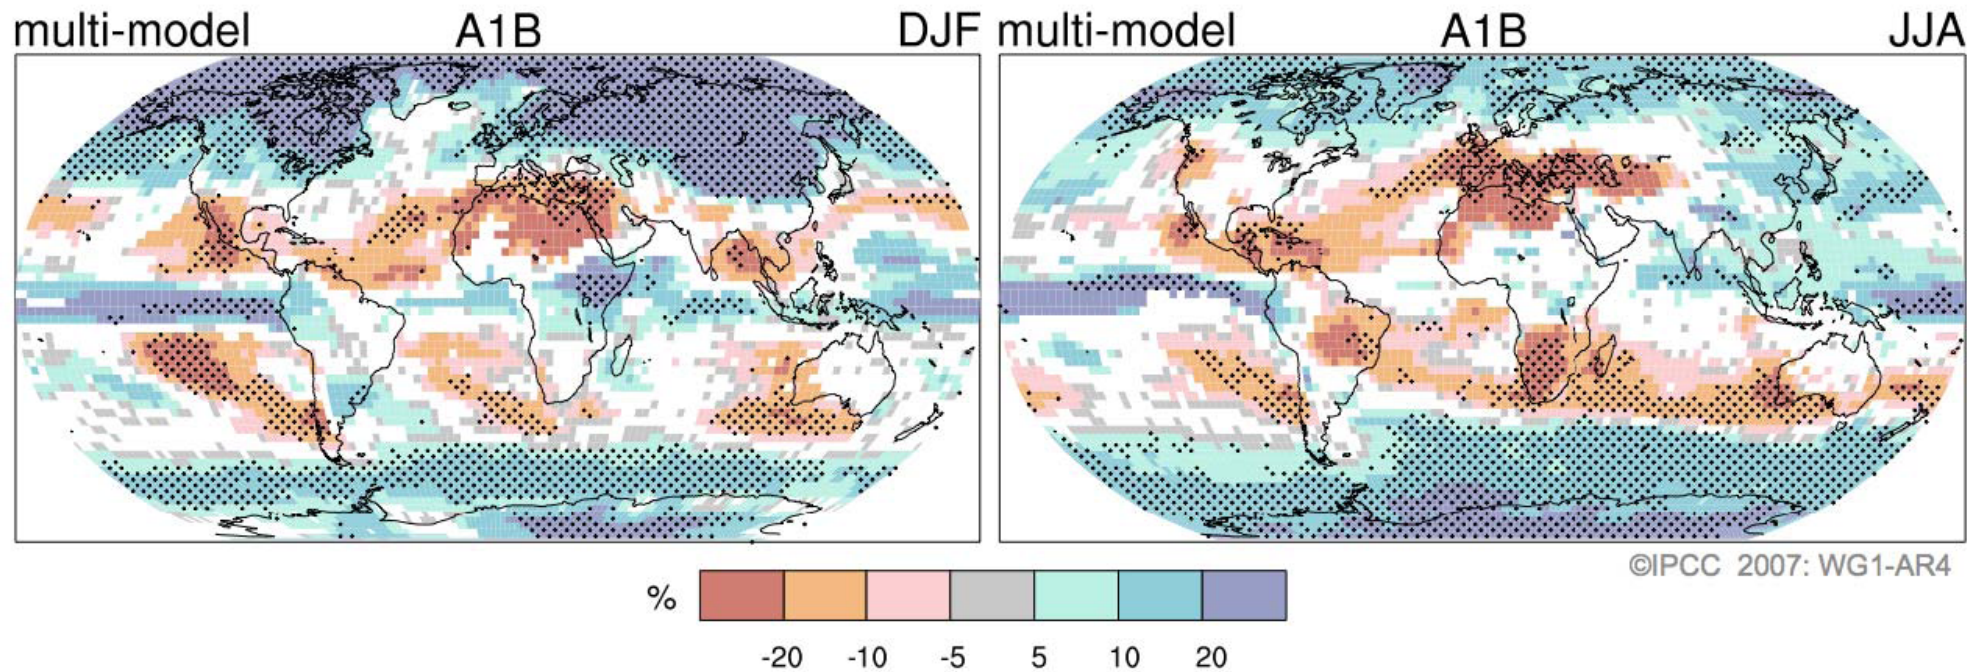 multi-model A1B DJF
multi-model A1B JJA
©IPCC 2007: WG1-AR4
%
-20 -10 -5 5 10 20